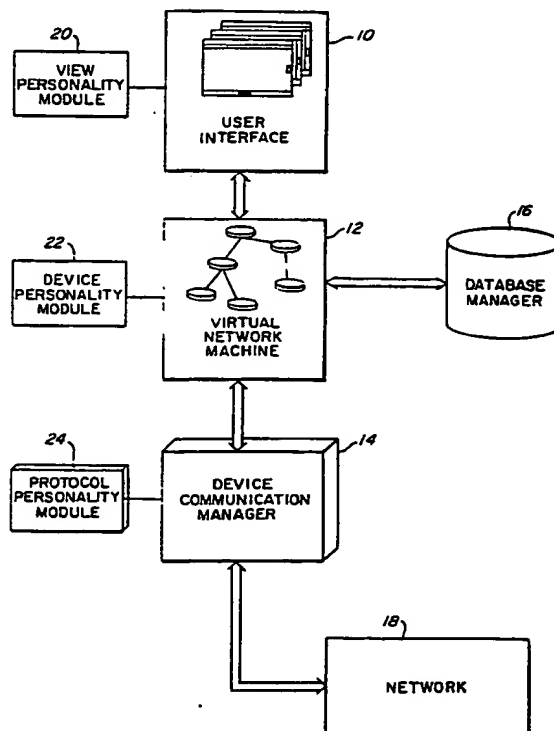 20
VIEW
PERSONALITY
MODULE
10
USER
INTERFACE
22
DEVICE
PERSONALITY
MODULE
12
VIRTUAL
NETWORK
MACHINE
16
DATABASE
MANAGER
24
PROTOCOL
PERSONALITY
MODULE
14
DEVICE
COMMUNICATION
MANAGER
18
NETWORK